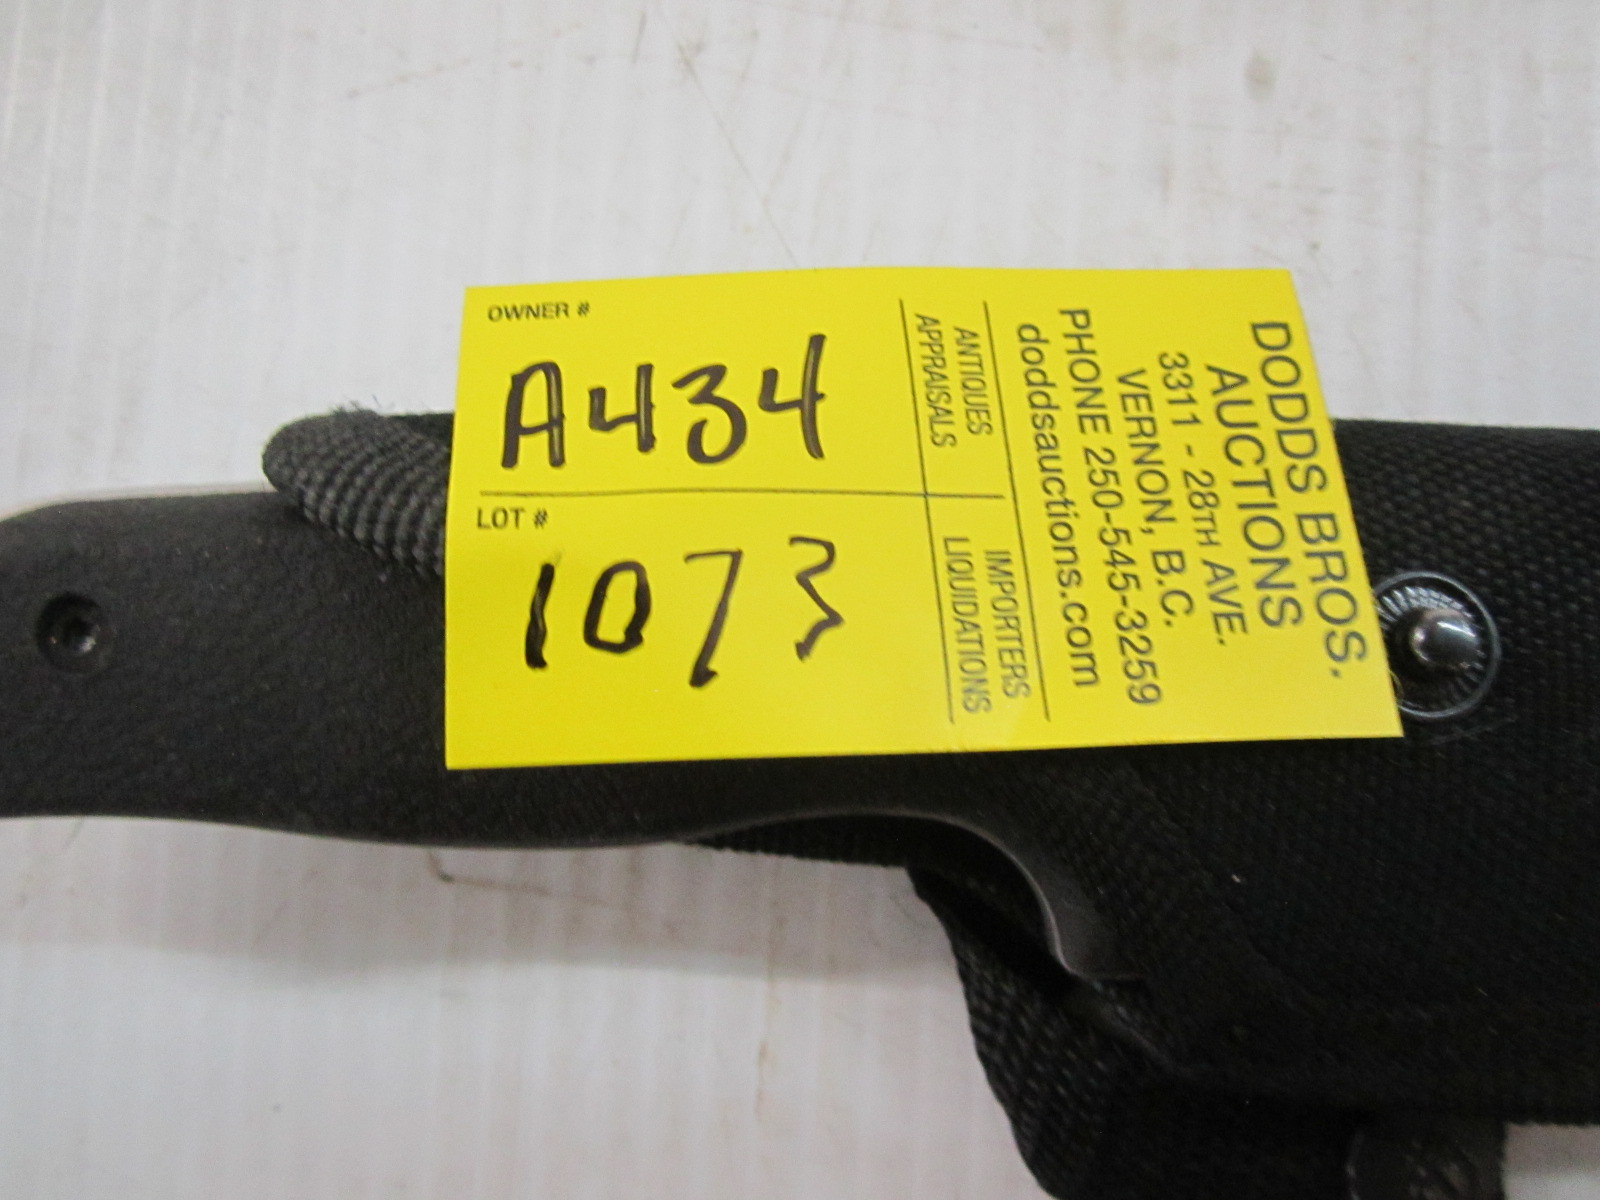 OWNER #
A434
LOT #
1073
ANTIQUES
APPRAISALS
IMPORTERS
LIQUIDATIONS
DODDS BROS.
AUCTIONS
3311 - 28TH AVE.
VERNON, B.C.
PHONE 250-545-3259
doddsauctions.com